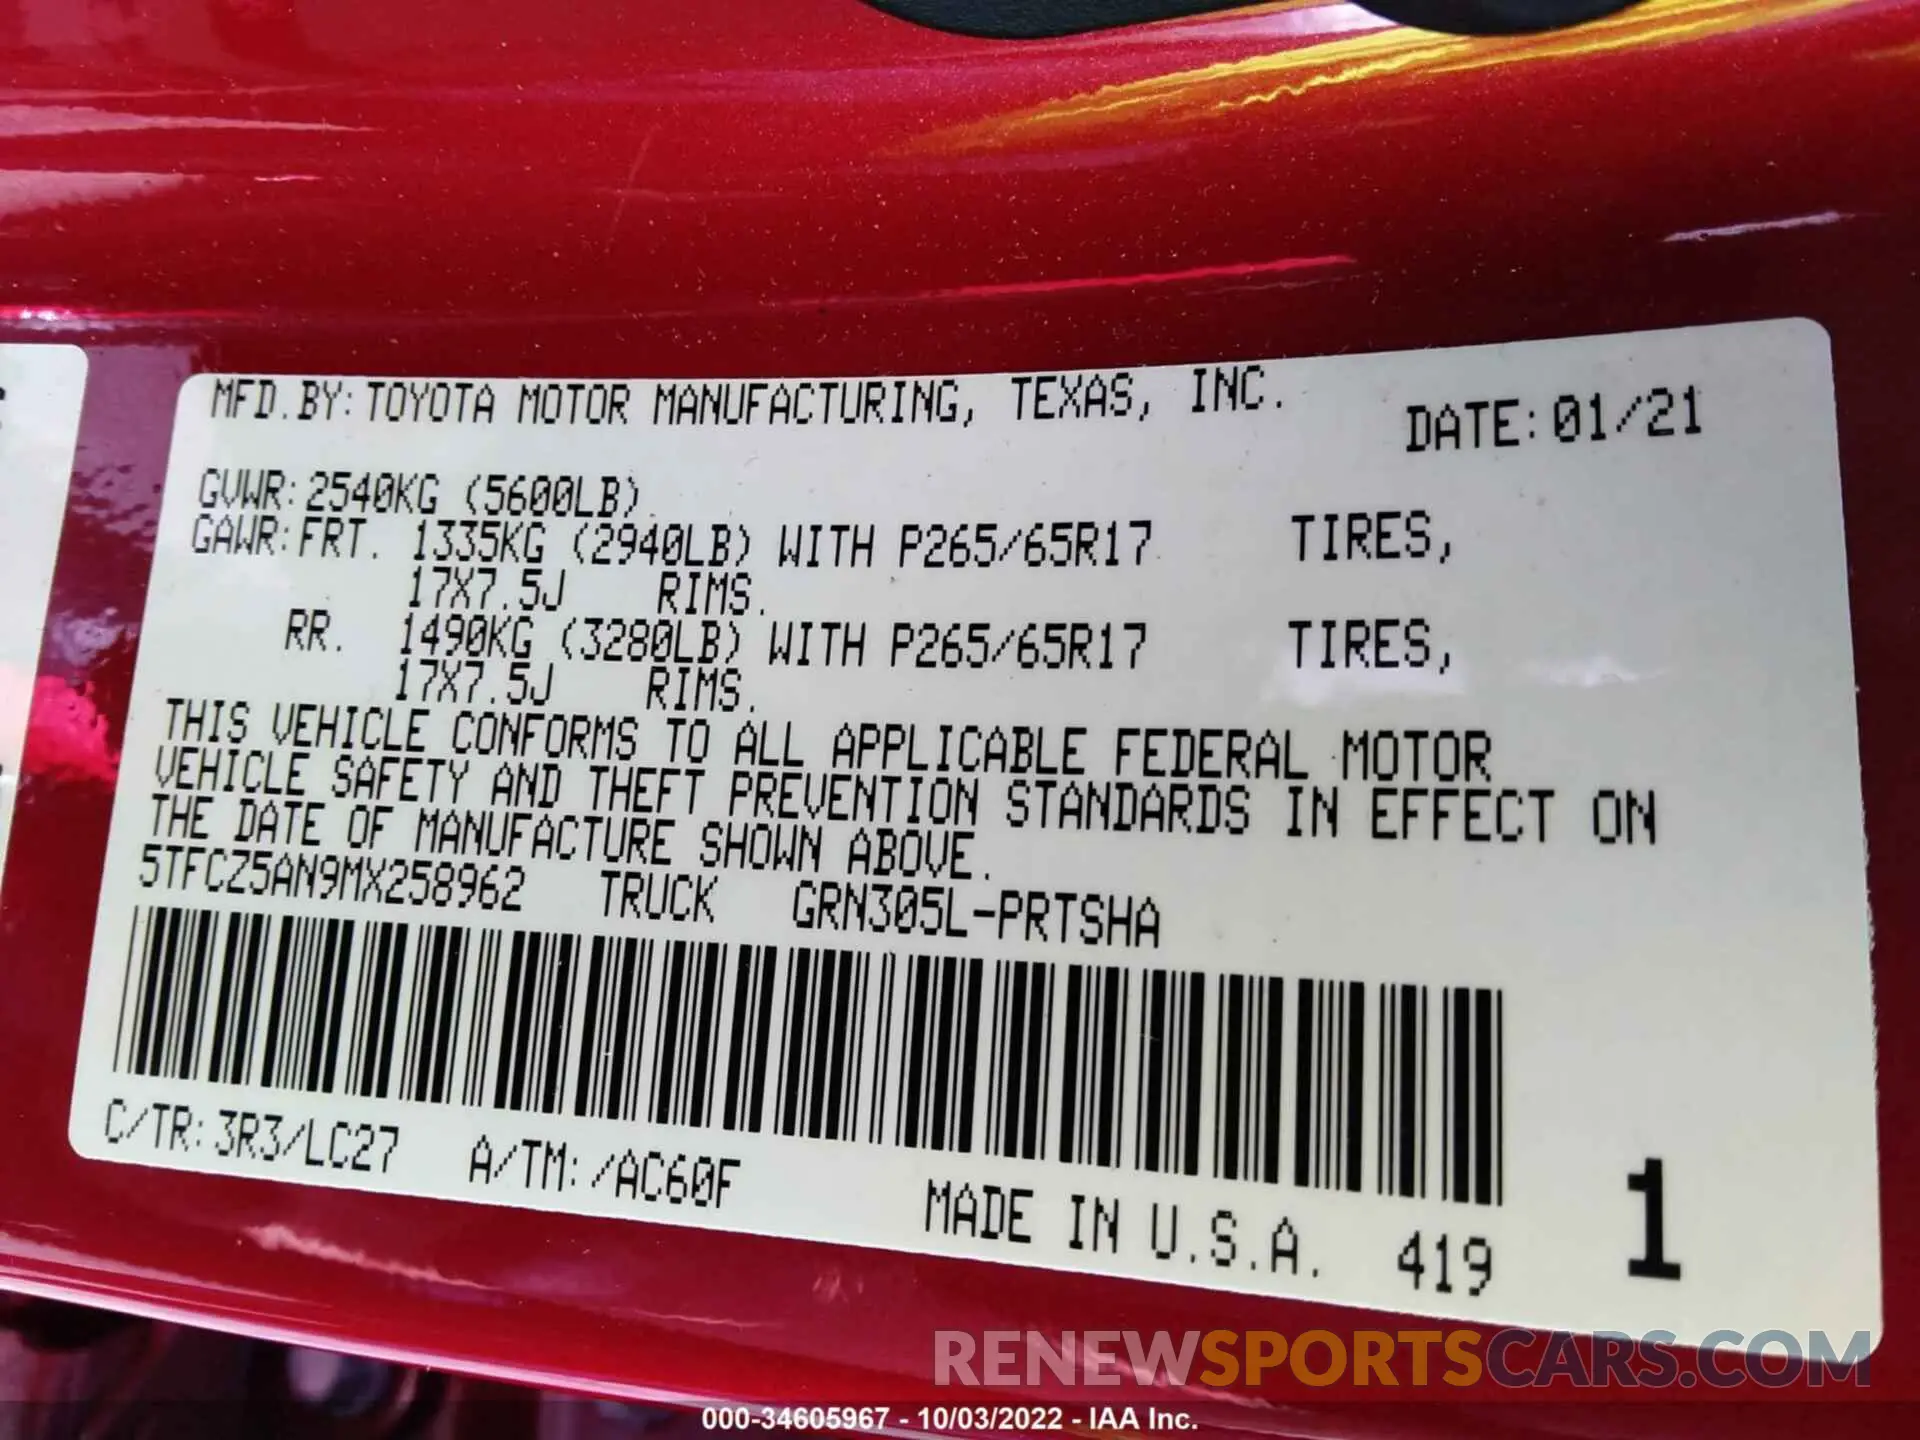 MFD.BY:TOYOTA MOTOR MANUFACTURING, TEXAS, INC. DATE:01/21
GVWR:2540KG (5600LB)
GAWR:FRT. 1335KG (2940LB) WITH P265/65R17 TIRES,
17X7.5J RIMS.
RR. 1490KG (3280LB) WITH P265/65R17 TIRES,
17X7.5J RIMS.
THIS VEHICLE CONFORMS TO ALL APPLICABLE FEDERAL MOTOR
VEHICLE SAFETY AND THEFT PREVENTION STANDARDS IN EFFECT ON
THE DATE OF MANUFACTURE SHOWN ABOVE.
5TFCZ5AN9MX258962 TRUCK GRN305L-PRTSHA
C/TR:3R3/LC27 A/TM:/AC60F
MADE IN U.S.A. 419 1
RENEWSPORTSCARS.COM
000-34605967 - 10/03/2022 - IAA Inc.